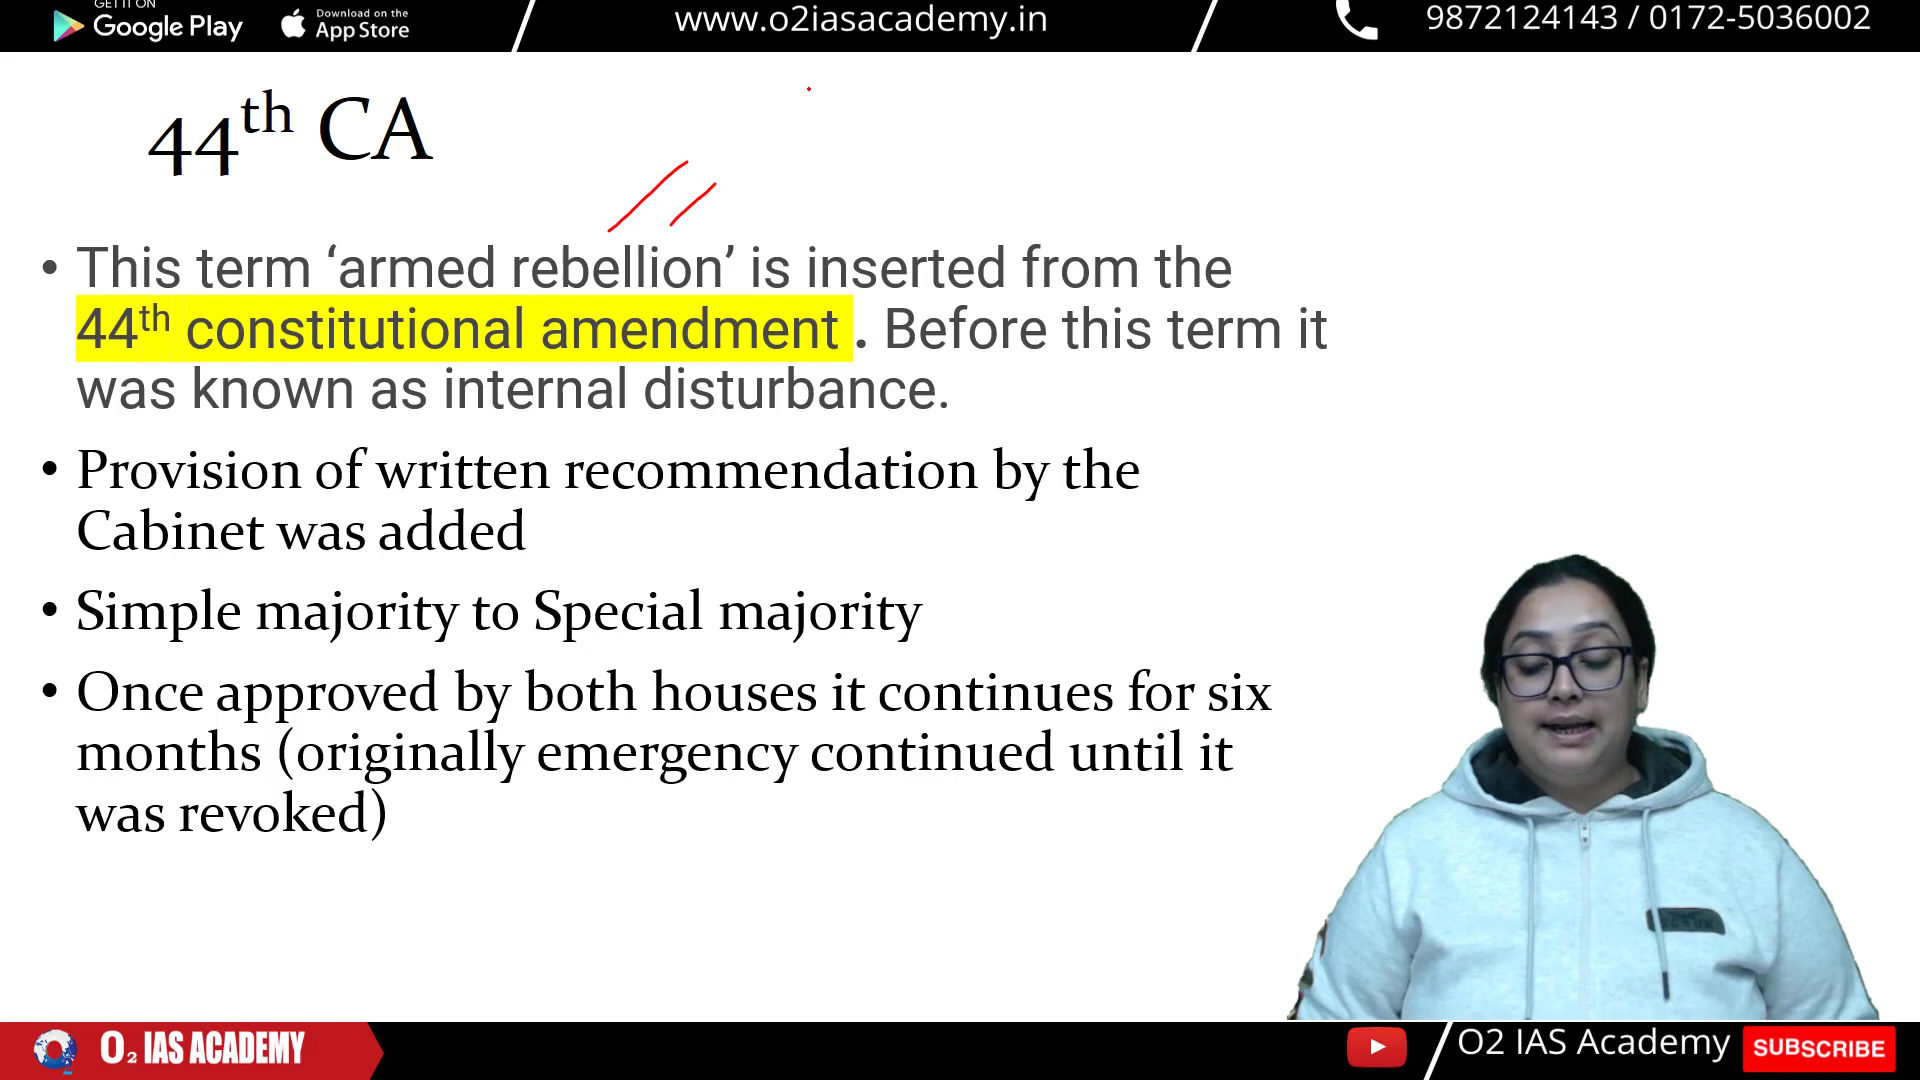 GET IT ON
Google Play
Download on the
App Store
www.o2iasacademy.in
9872124143 / 0172-5036002
44th CA
• This term ‘armed rebellion’ is inserted from the
44th constitutional amendment . Before this term it
was known as internal disturbance.
• Provision of written recommendation by the
Cabinet was added
• Simple majority to Special majority
• Once approved by both houses it continues for six
months (originally emergency continued until it
was revoked)
O2 IAS ACADEMY
O2 IAS Academy
SUBSCRIBE